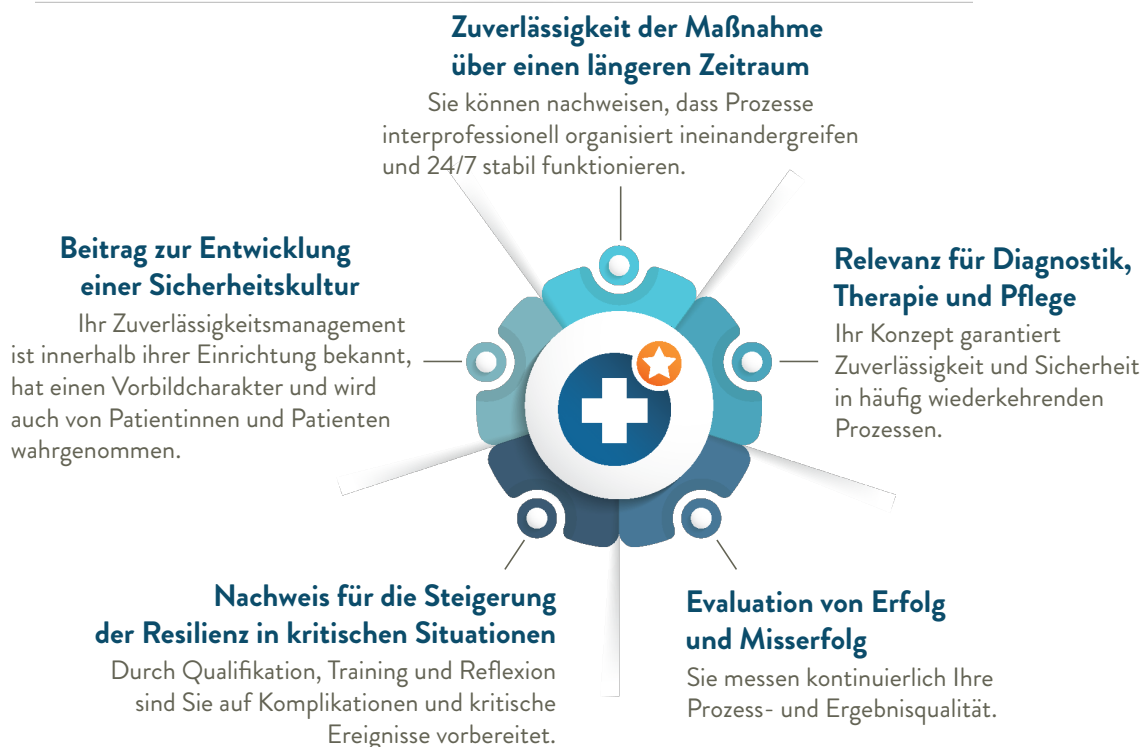 Zuverlässigkeit der Maßnahme
über einen längeren Zeitraum
Sie können nachweisen, dass Prozesse
interprofessionell organisiert ineinandergreifen
und 24/7 stabil funktionieren.
Beitrag zur Entwicklung
einer Sicherheitskultur
Ihr Zuverlässigkeitsmanagement
ist innerhalb ihrer Einrichtung bekannt,
hat einen Vorbildcharakter und wird
auch von Patientinnen und Patienten
wahrgenommen.
Relevanz für Diagnostik,
Therapie und Pflege
Ihr Konzept garantiert
Zuverlässigkeit und Sicherheit
in häufig wiederkehrenden
Prozessen.
Nachweis für die Steigerung
der Resilienz in kritischen Situationen
Durch Qualifikation, Training und Reflexion
sind Sie auf Komplikationen und kritische
Ereignisse vorbereitet.
Evaluation von Erfolg
und Misserfolg
Sie messen kontinuierlich Ihre
Prozess- und Ergebnisqualität.